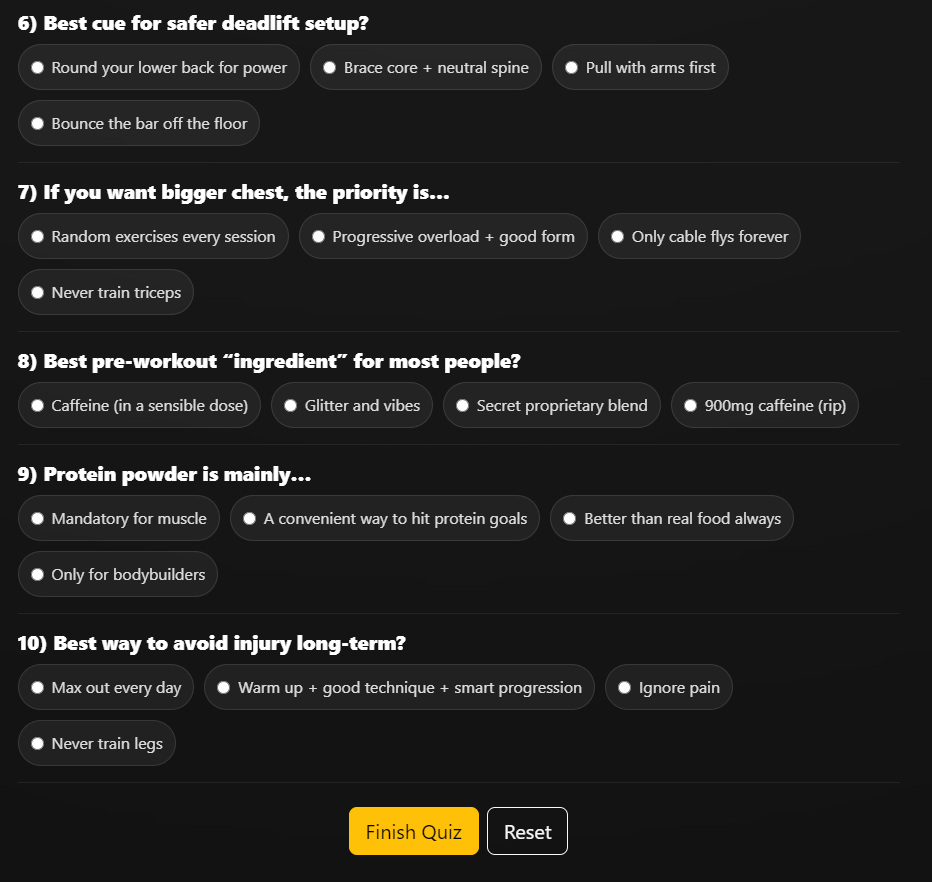 6) Best cue for safer deadlift setup?
Round your lower back for power Brace core + neutral spine Pull with arms first
Bounce the bar off the floor
7) If you want bigger chest, the priority is...
Random exercises every session Progressive overload + good form Only cable flys forever
Never train triceps
8) Best pre-workout “ingredient” for most people?
Caffeine (in a sensible dose) Glitter and vibes Secret proprietary blend 900mg caffeine (rip)
9) Protein powder is mainly...
Mandatory for muscle A convenient way to hit protein goals Better than real food always
Only for bodybuilders
10) Best way to avoid injury long-term?
Max out every day Warm up + good technique + smart progression Ignore pain
Never train legs
Finish Quiz Reset